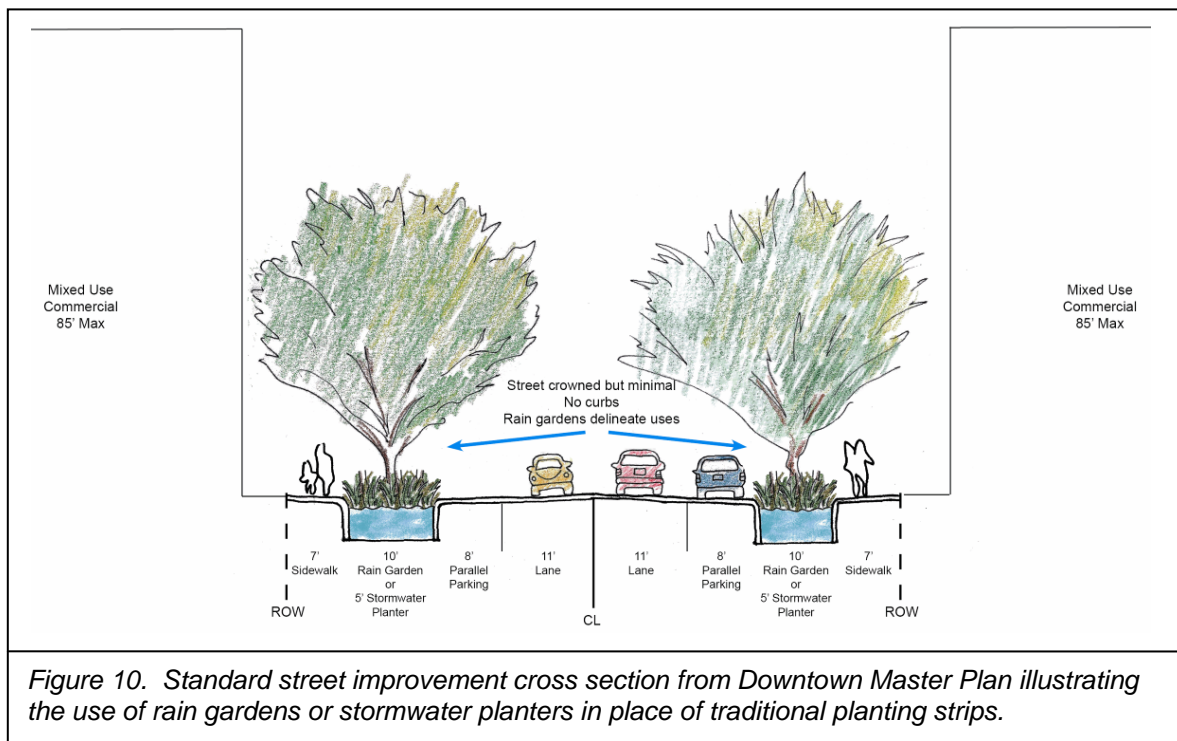 Mixed Use
Commercial
85' Max
Mixed Use
Commercial
85' Max
Street crowned but minimal
No curbs
Rain gardens delineate uses
7'
Sidewalk
10'
Rain Garden
or
5' Stormwater
Planter
8'
Parallel
Parking
11'
Lane
11'
Lane
8'
Parallel
Parking
10'
Rain Garden
or
5' Stormwater
Planter
7'
Sidewalk
ROW
CL
ROW
Figure 10. Standard street improvement cross section from Downtown Master Plan illustrating
the use of rain gardens or stormwater planters in place of traditional planting strips.